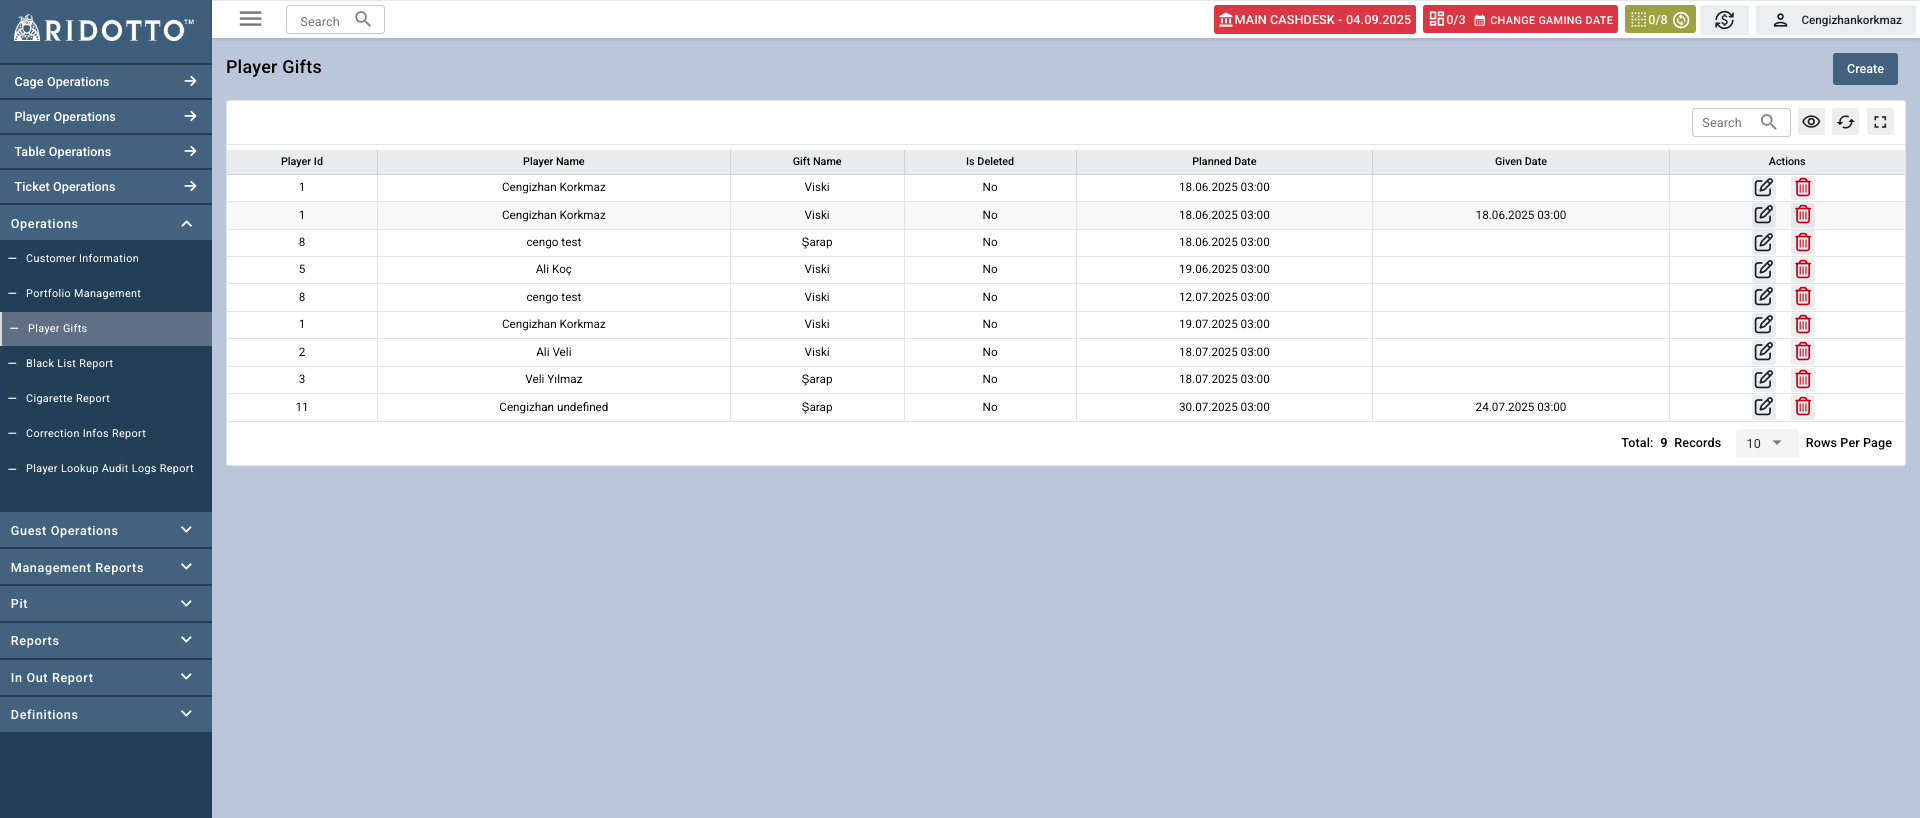 RIDOTTO™
Search
MAIN CASHDESK - 04.09.2025
0/3 CHANGE GAMING DATE
0/8
Cengizhankorkmaz
Cage Operations
Player Operations
Table Operations
Ticket Operations
Operations
Customer Information
Portfolio Management
Player Gifts
Black List Report
Cigarette Report
Correction Infos Report
Player Lookup Audit Logs Report
Guest Operations
Management Reports
Pit
Reports
In Out Report
Definitions
Player Gifts
Create
Search
Player Id Player Name Gift Name Is Deleted Planned Date Given Date Actions
1 Cengizhan Korkmaz Viski No 18.06.2025 03:00
1 Cengizhan Korkmaz Viski No 18.06.2025 03:00 18.06.2025 03:00
8 cengo test Şarap No 18.06.2025 03:00
5 Ali Koç Viski No 19.06.2025 03:00
8 cengo test Viski No 12.07.2025 03:00
1 Cengizhan Korkmaz Viski No 19.07.2025 03:00
2 Ali Veli Viski No 18.07.2025 03:00
3 Veli Yılmaz Şarap No 18.07.2025 03:00
11 Cengizhan undefined Şarap No 30.07.2025 03:00 24.07.2025 03:00
Total: 9 Records 10 Rows Per Page